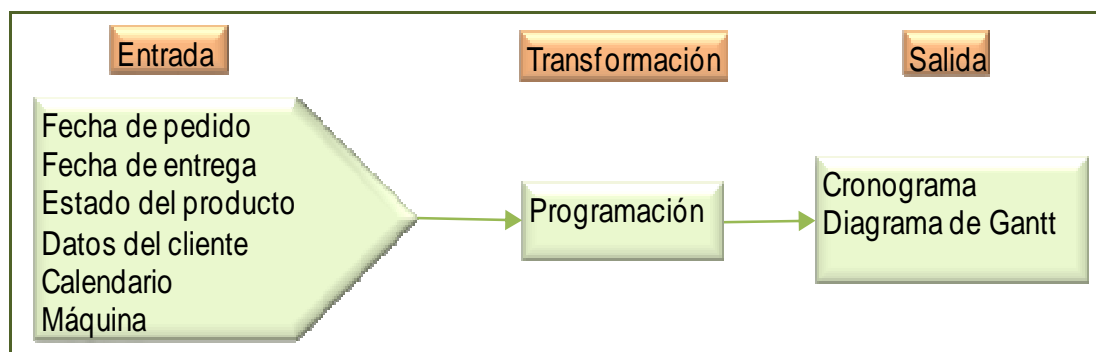 Entrada
Transformación
Salida
Fecha de pedido
Fecha de entrega
Estado del producto
Datos del cliente
Calendario
Máquina
Programación
Cronograma
Diagrama de Gantt